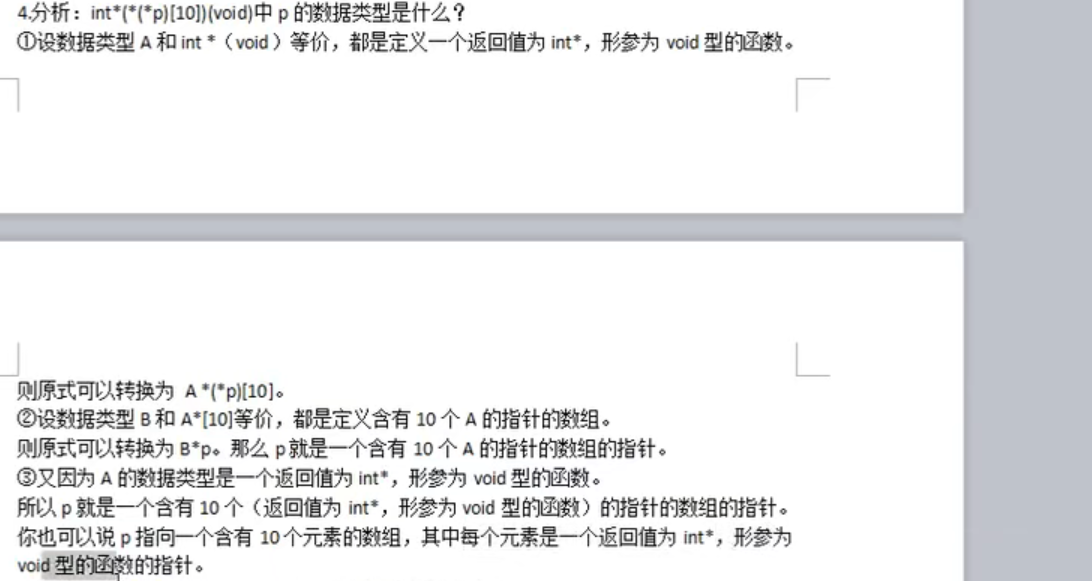 4.分析：int*(*(*p)[10])(void)中 p 的数据类型是什么？
①设数据类型 A 和 int *（void）等价，都是定义一个返回值为 int*，形参为 void 型的函数。
则原式可以转换为 A *(*p)[10]。
②设数据类型 B 和 A*[10]等价，都是定义含有 10 个 A 的指针的数组。
则原式可以转换为 B*p。那么 p 就是一个含有 10 个 A 的指针的数组的指针。
③又因为 A 的数据类型是一个返回值为 int*，形参为 void 型的函数。
所以 p 就是一个含有 10 个（返回值为 int*，形参为 void 型的函数）的指针的数组的指针。
你也可以说 p 指向一个含有 10 个元素的数组，其中每个元素是一个返回值为 int*，形参为
void 型的函数的指针。